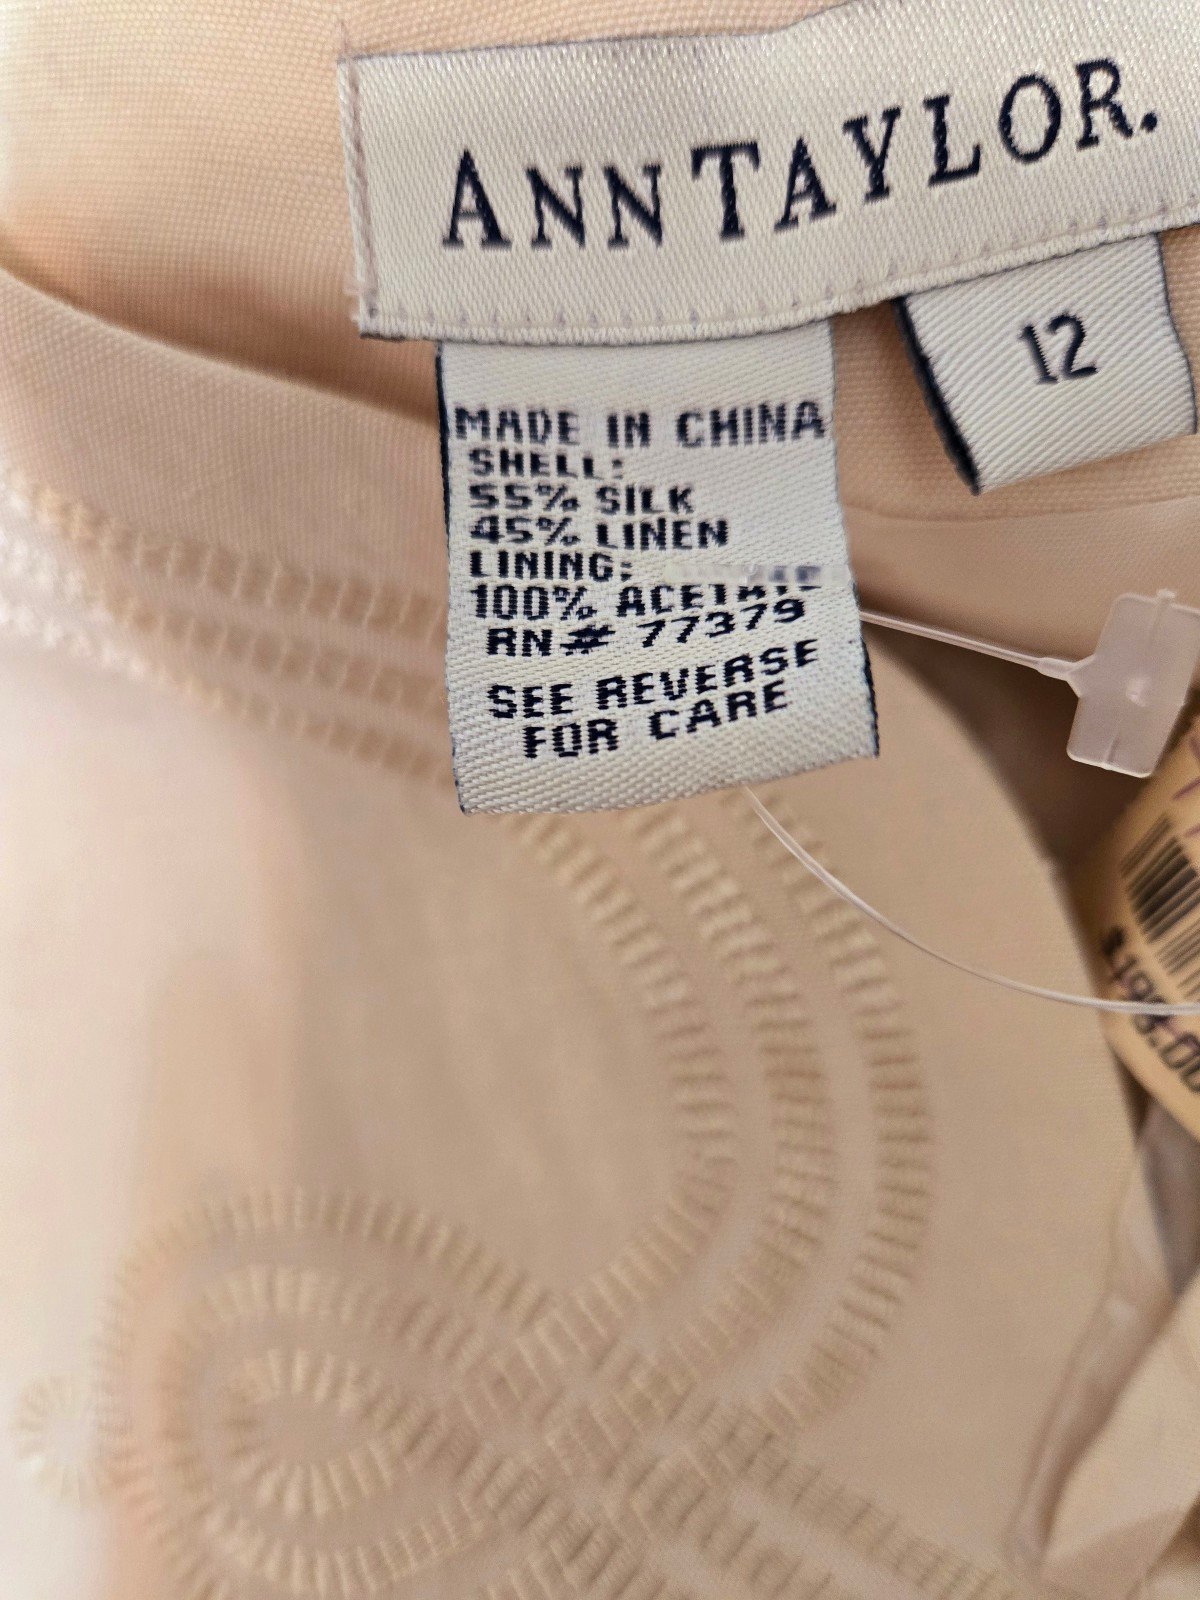 ANNTAYLOR.
12
MADE IN CHINA
SHELL:
55% SILK
45% LINEN
LINING:
100% ACETATE
RN# 77379
SEE REVERSE
FOR CARE